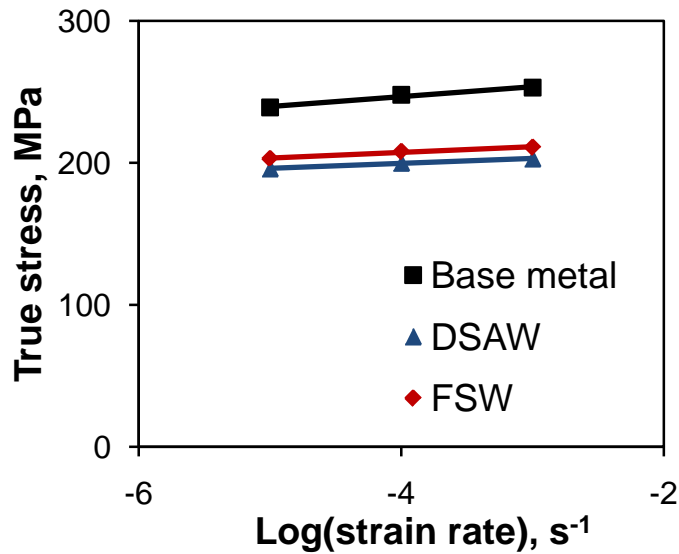 300
200
100
0
True stress, MPa
Base metal
DSAW
FSW
-6
-4
-2
Log(strain rate), s⁻¹